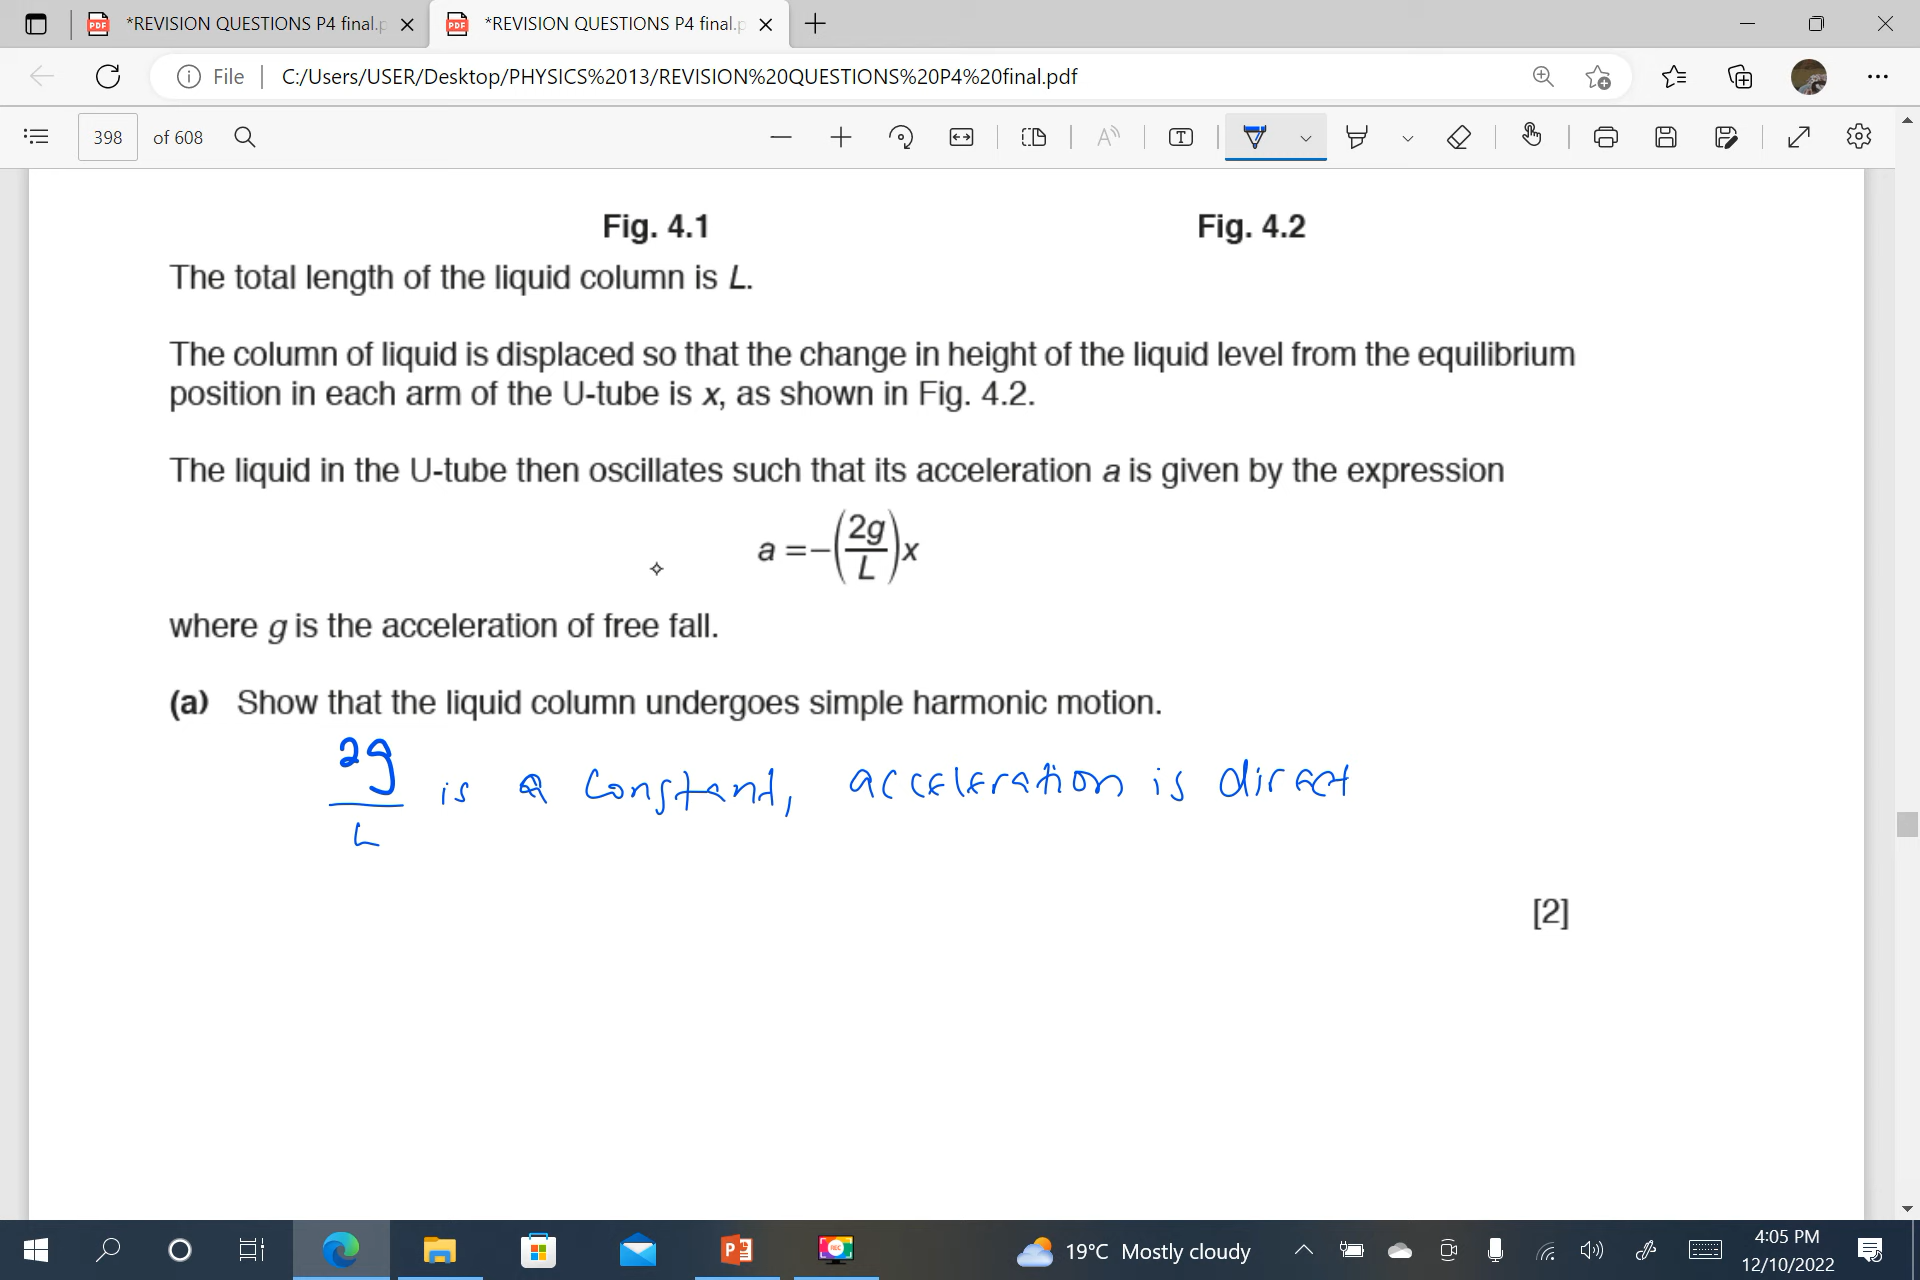 *REVISION QUESTIONS P4 final.p
*REVISION QUESTIONS P4 final.p
File
C:/Users/USER/Desktop/PHYSICS%2013/REVISION%20QUESTIONS%20P4%20final.pdf
398 of 608
Fig. 4.1 Fig. 4.2
The total length of the liquid column is L.
The column of liquid is displaced so that the change in height of the liquid level from the equilibrium
position in each arm of the U-tube is x, as shown in Fig. 4.2.
The liquid in the U-tube then oscillates such that its acceleration a is given by the expression
a = -(2g/L)x
where g is the acceleration of free fall.
(a) Show that the liquid column undergoes simple harmonic motion.
2g/L is a constant, acceleration is direct
[2]
19°C Mostly cloudy
4:05 PM
12/10/2022